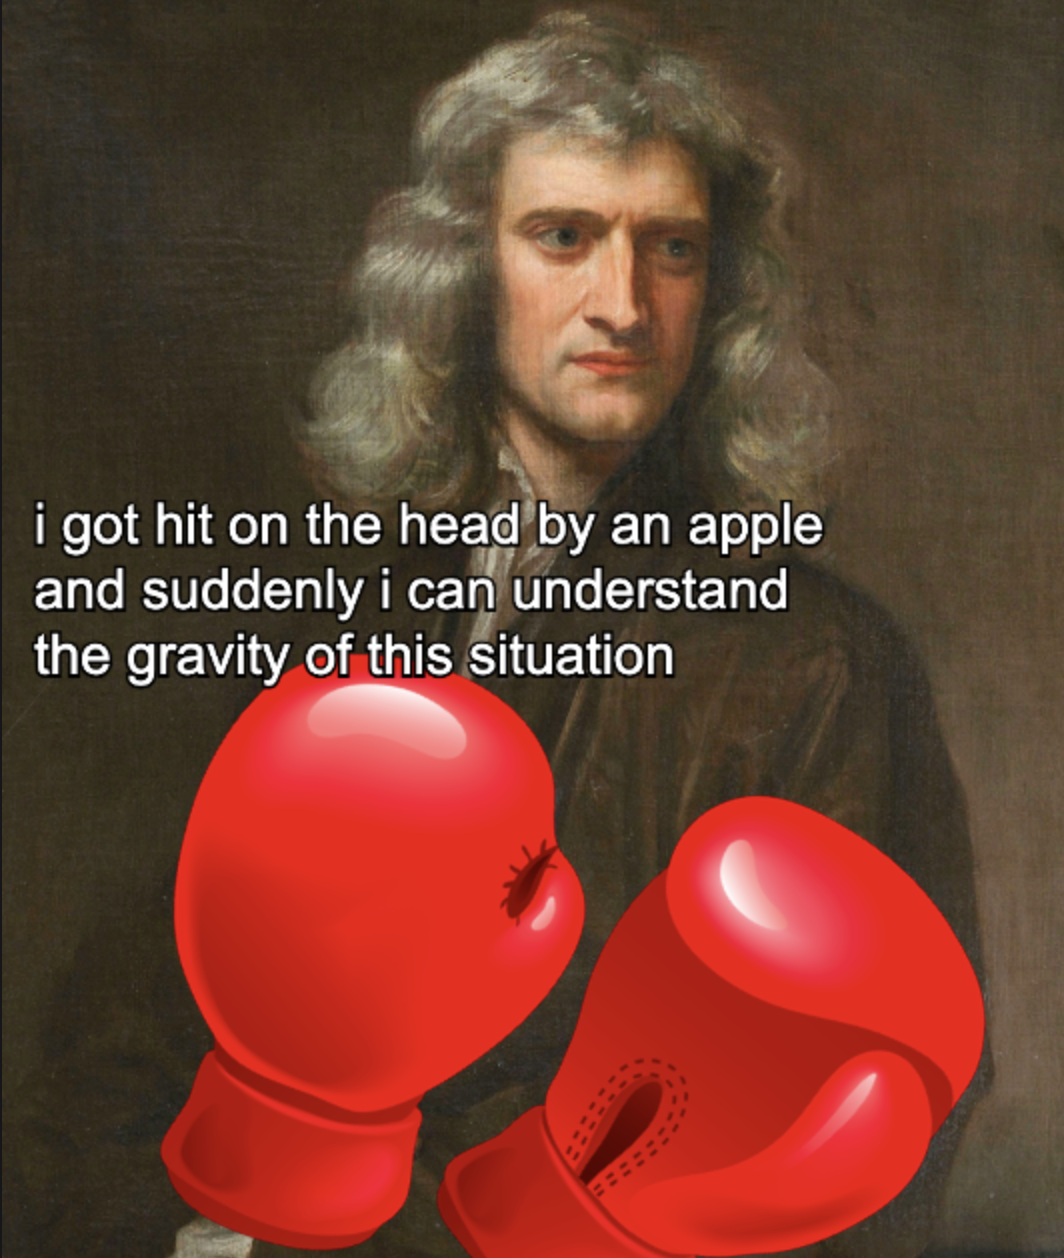 i got hit on the head by an apple
and suddenly i can understand
the gravity of this situation